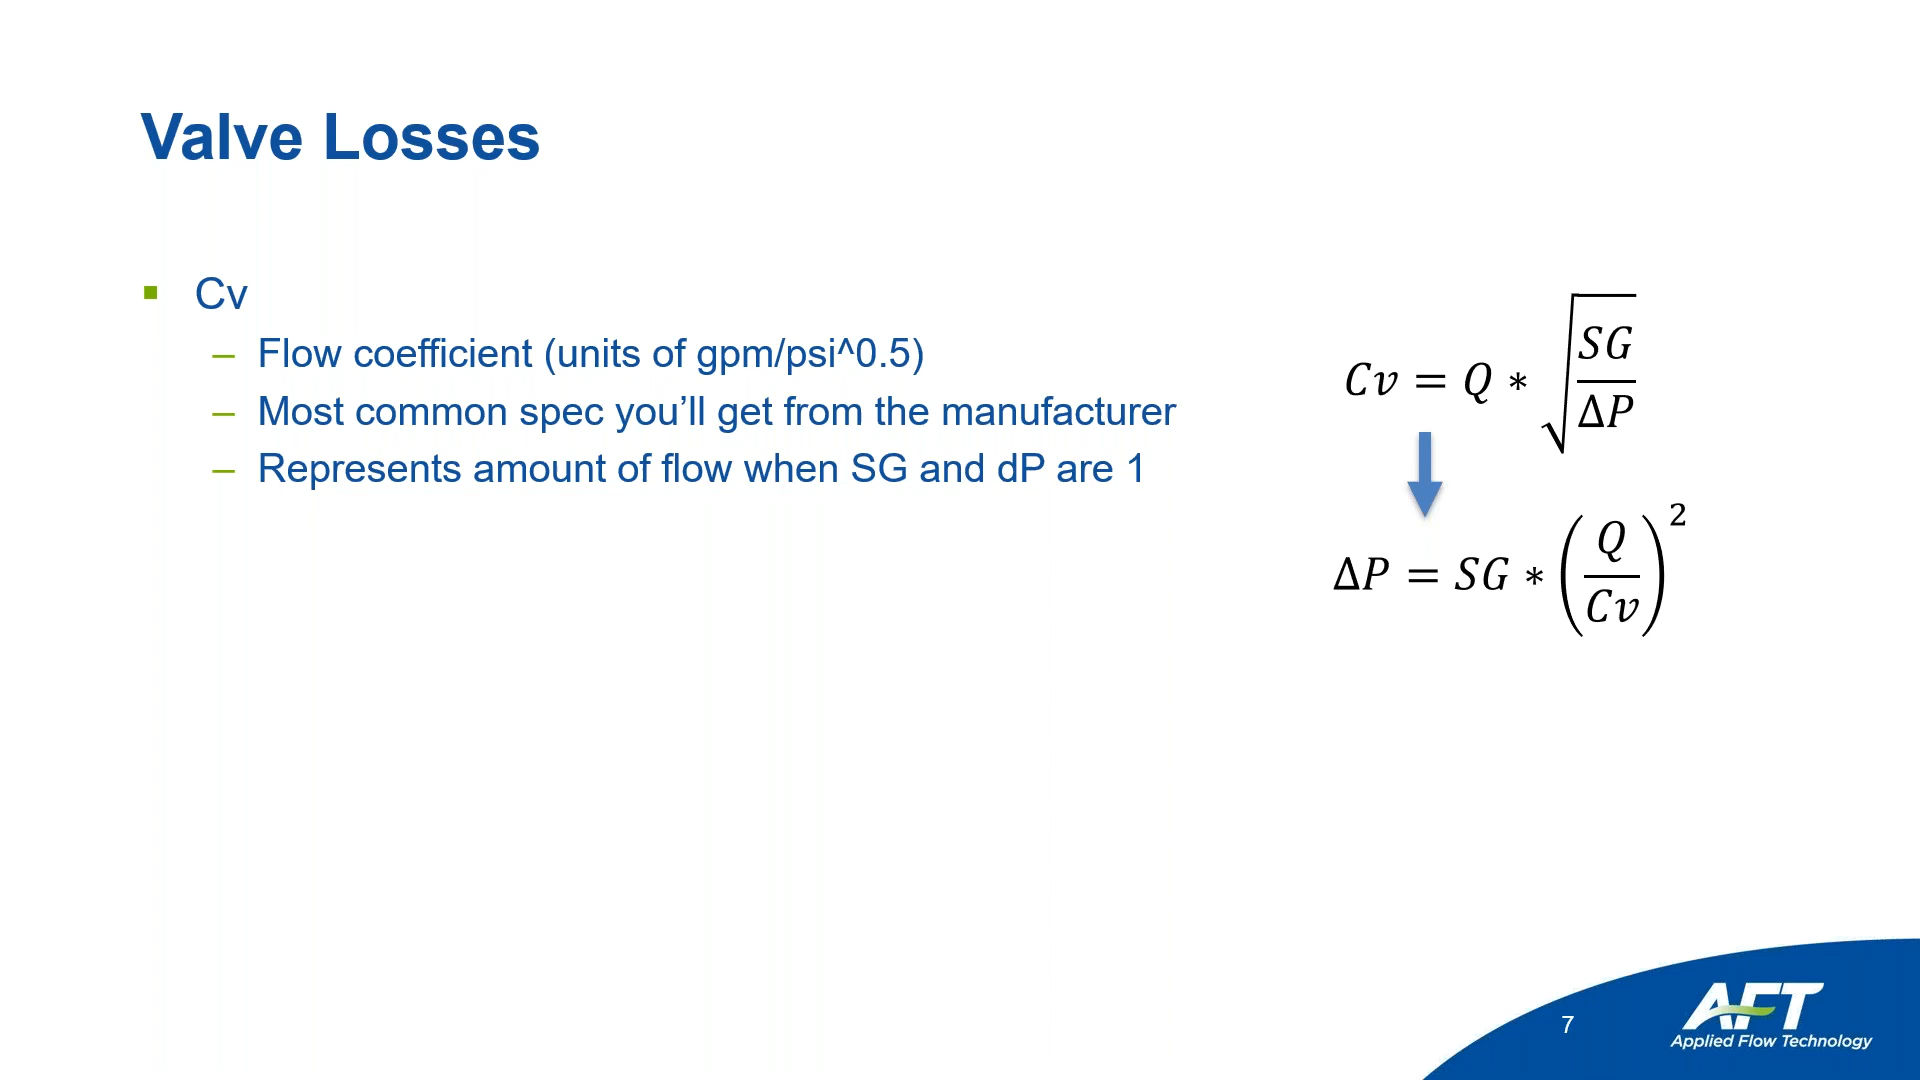 Valve Losses
▪ Cv
– Flow coefficient (units of gpm/psi^0.5)
– Most common spec you’ll get from the manufacturer
– Represents amount of flow when SG and dP are 1
Cv = Q * √(SG/ΔP)
ΔP = SG * (Q/Cv)²
7
AFT
Applied Flow Technology